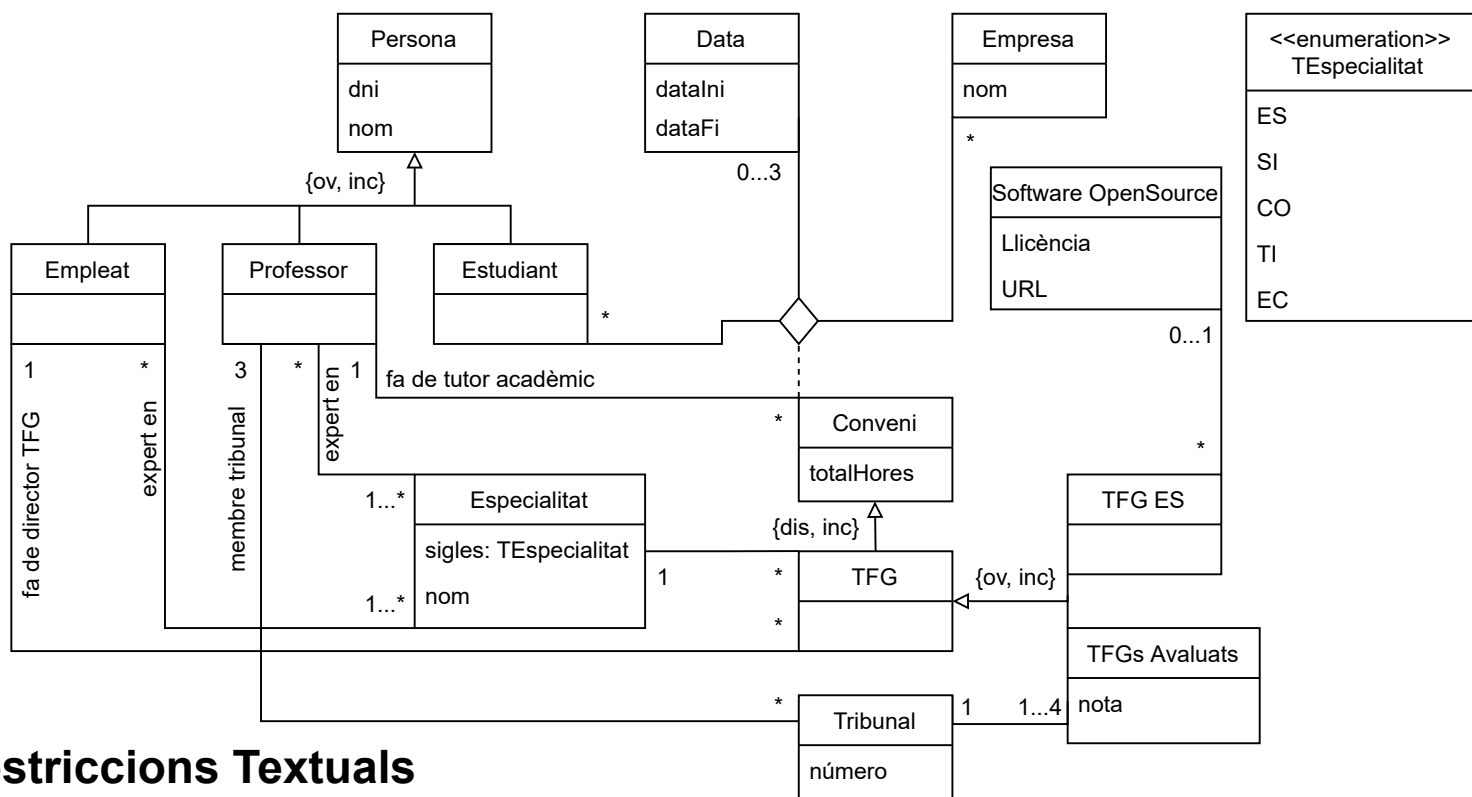 Persona
dni
nom
Data
dataIni
dataFi
Empresa
nom
<<enumeration>>
TEspecialitat
ES
SI
CO
TI
EC
{ov, inc}
0...3
*
Software OpenSource
Llicència
URL
Empleat
Professor
Estudiant
*
0...1
1
*
3
*
1
fa de tutor acadèmic
*
fa de director TFG
expert en
membre tribunal
expert en
Conveni
totalHores
*
1...*
Especialitat
sigles: TEspecialitat
nom
1...*
{dis, inc}
TFG ES
1
*
TFG
{ov, inc}
*
TFGs Avaluats
nota
*
Tribunal
número
1
1...4
striccions Textuals